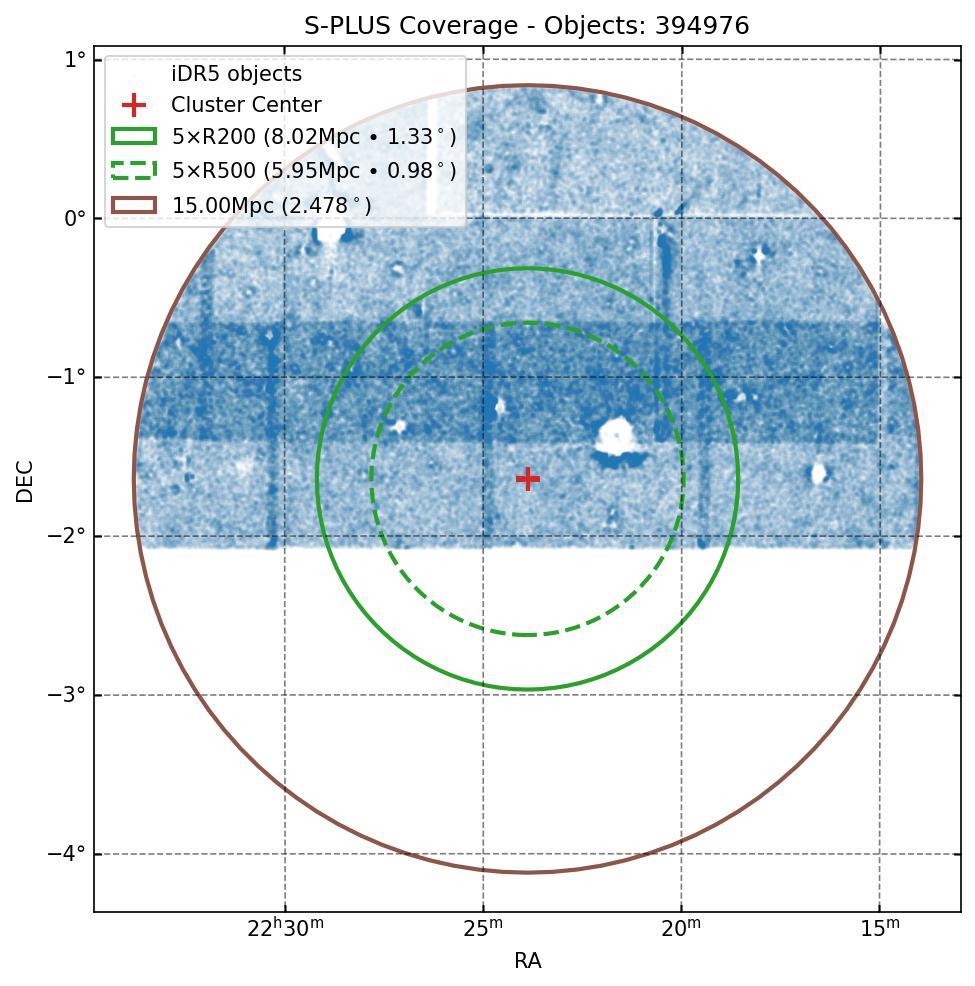 S-PLUS Coverage - Objects: 394976
iDR5 objects
Cluster Center
5×R200 (8.02Mpc • 1.33°)
5×R500 (5.95Mpc • 0.98°)
15.00Mpc (2.478°)
1°
0°
−1°
−2°
−3°
−4°
DEC
22ʰ30ᵐ
25ᵐ
20ᵐ
15ᵐ
RA